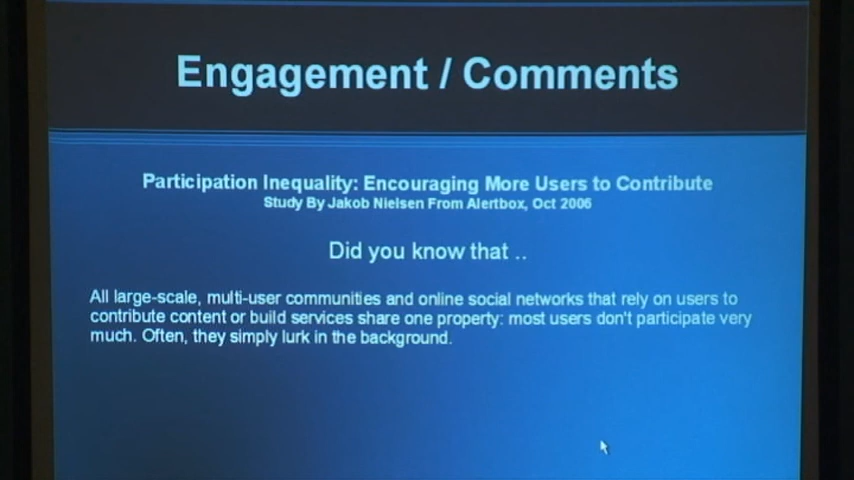 Engagement / Comments
Participation Inequality: Encouraging More Users to Contribute
Study By Jakob Nielsen From Alertbox, Oct 2006
Did you know that ..
All large-scale, multi-user communities and online social networks that rely on users to
contribute content or build services share one property: most users don't participate very
much. Often, they simply lurk in the background.